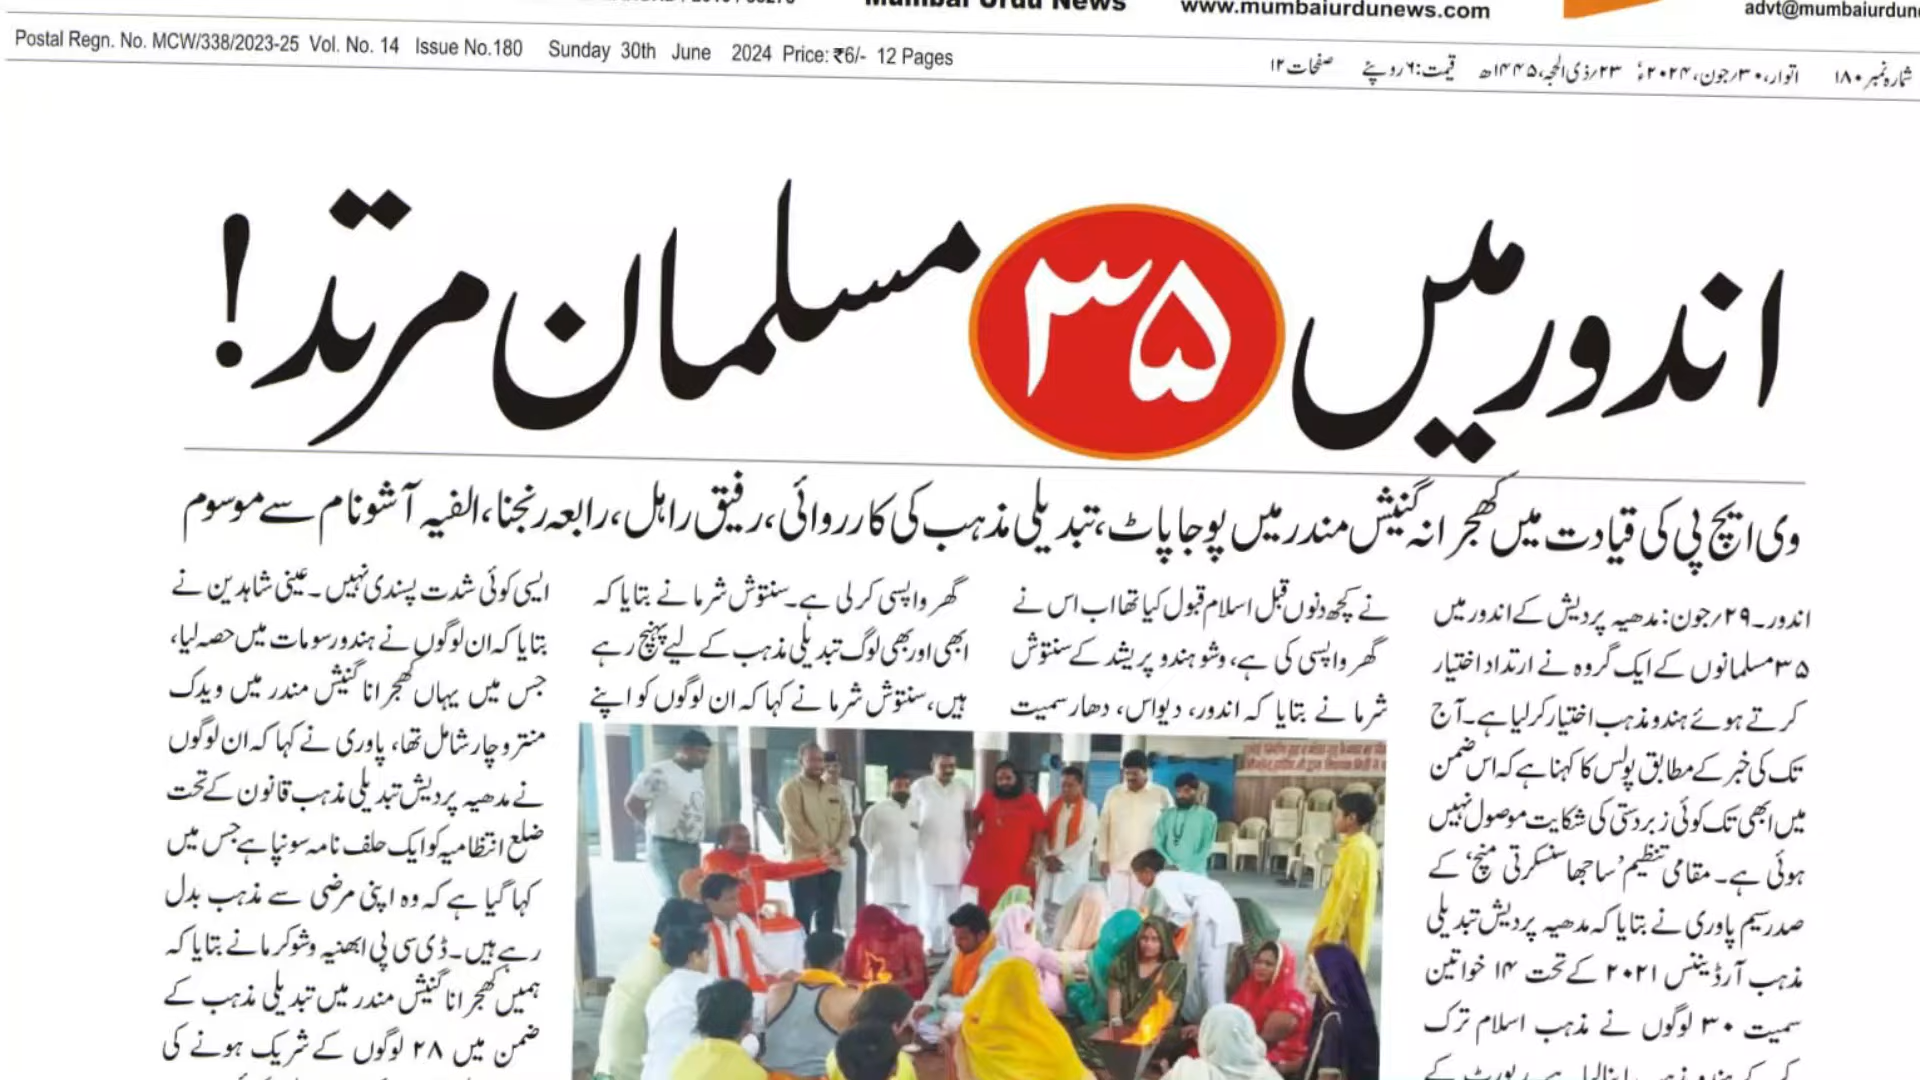 Mumbai Urdu News
www.mumbaiurdunews.com
advt@mumbaiurdune
Postal Regn. No. MCW/338/2023-25 Vol. No. 14 Issue No.180 Sunday 30th June 2024 Price: ₹6/- 12 Pages
شمارہ نمبر ۱۸۰ اتوار، ۳۰؍جون، ۲۰۲۴ء ۲۳؍ذی الحجہ، ۱۴۴۵ھ قیمت: ۶ روپئے صفحات ۱۲
اندور میں ۳۵ مسلمان مرتد!
وی ایچ پی کی قیادت میں کھجرانہ گنیش مندر میں پوجا پاٹ، تبدیلی مذہب کی کارروائی، رفیق راہل، رابعہ رنجنا، الفیہ آشو نام سے موسوم
اندور۔ ۲۹؍جون: مدھیہ پردیش کے اندور میں
۳۵ مسلمانوں کے ایک گروہ نے ارتداد اختیار
کرتے ہوئے ہندو مذہب اختیار کر لیا ہے۔ آج
تک کی خبر کے مطابق پولس کا کہنا ہے کہ اس ضمن
میں ابھی تک کوئی زبردستی کی شکایت موصول نہیں
ہوئی ہے۔ مقامی تنظیم ’ساجھا سنسکرتی منچ‘ کے
صدر سیم پاوری نے بتایا کہ مدھیہ پردیش تبدیلی
مذہب آرڈیننس ۲۰۲۱ کے تحت ۱۴ خواتین
سمیت ۳۰ لوگوں نے مذہب اسلام ترک
نے کچھ دنوں قبل اسلام قبول کیا تھا اب اس نے
گھر واپسی کی ہے، وشو ہندو پریشد کے سنتوش
شرما نے بتایا کہ اندور، دیواس، دھار سمیت
گھر واپسی کر لی ہے۔ سنتوش شرما نے بتایا کہ
ابھی اور بھی لوگ تبدیلی مذہب کے لیے پہنچ رہے
ہیں، سنتوش شرما نے کہا کہ ان لوگوں کو اپنے
ایسی کوئی شدت پسندی نہیں۔ عینی شاہدین نے
بتایا کہ ان لوگوں نے ہندو رسومات میں حصہ لیا،
جس میں یہاں کھجرانا گنیش مندر میں ویدک
منتروچار شامل تھا، پاوری نے کہا کہ ان لوگوں
نے مدھیہ پردیش تبدیلی مذہب قانون کے تحت
ضلع انتظامیہ کو ایک حلف نامہ سونپا ہے جس میں
کہا گیا ہے کہ وہ اپنی مرضی سے مذہب بدل
رہے ہیں۔ ڈی سی پی ابھنیہ وشوکرما نے بتایا کہ
ہمیں کھجرانا گنیش مندر میں تبدیلی مذہب کے
ضمن میں ۲۸ لوگوں کے شریک ہونے کی